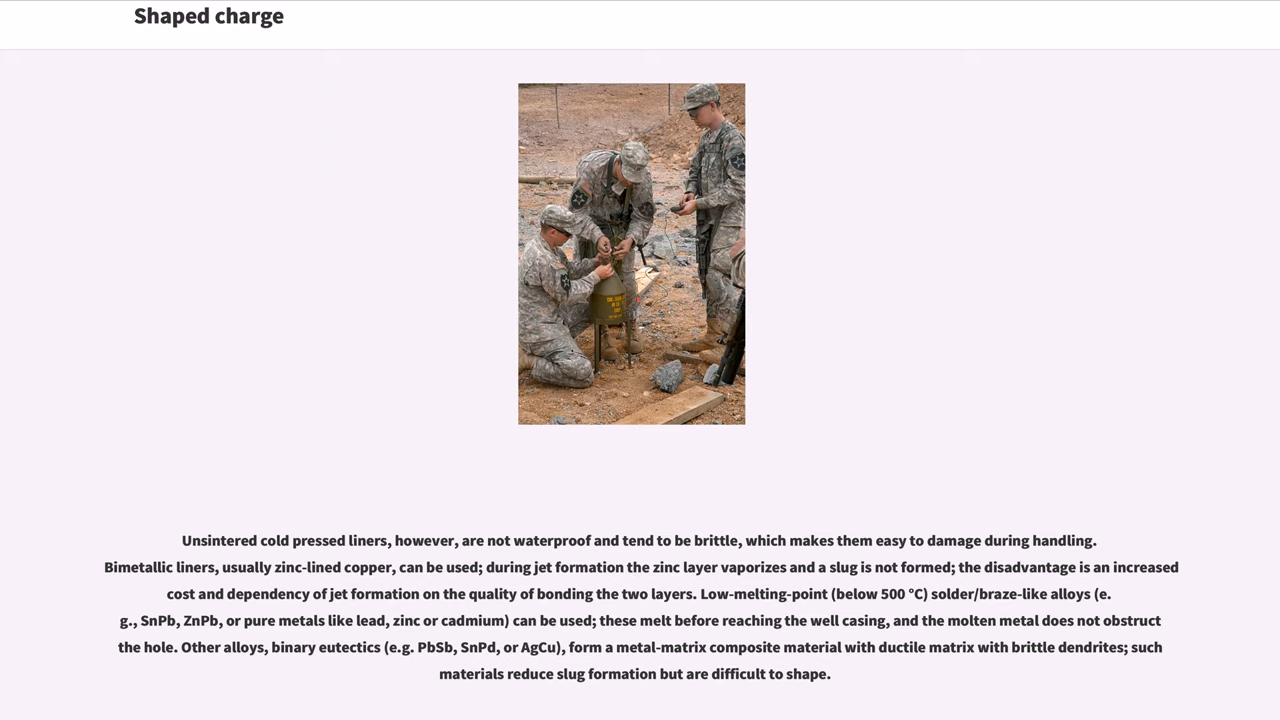 Shaped charge
Unsintered cold pressed liners, however, are not waterproof and tend to be brittle, which makes them easy to damage during handling.
Bimetallic liners, usually zinc-lined copper, can be used; during jet formation the zinc layer vaporizes and a slug is not formed; the disadvantage is an increased
cost and dependency of jet formation on the quality of bonding the two layers. Low-melting-point (below 500 °C) solder/braze-like alloys (e.
g., SnPb, ZnPb, or pure metals like lead, zinc or cadmium) can be used; these melt before reaching the well casing, and the molten metal does not obstruct
the hole. Other alloys, binary eutectics (e.g. PbSb, SnPd, or AgCu), form a metal-matrix composite material with ductile matrix with brittle dendrites; such
materials reduce slug formation but are difficult to shape.